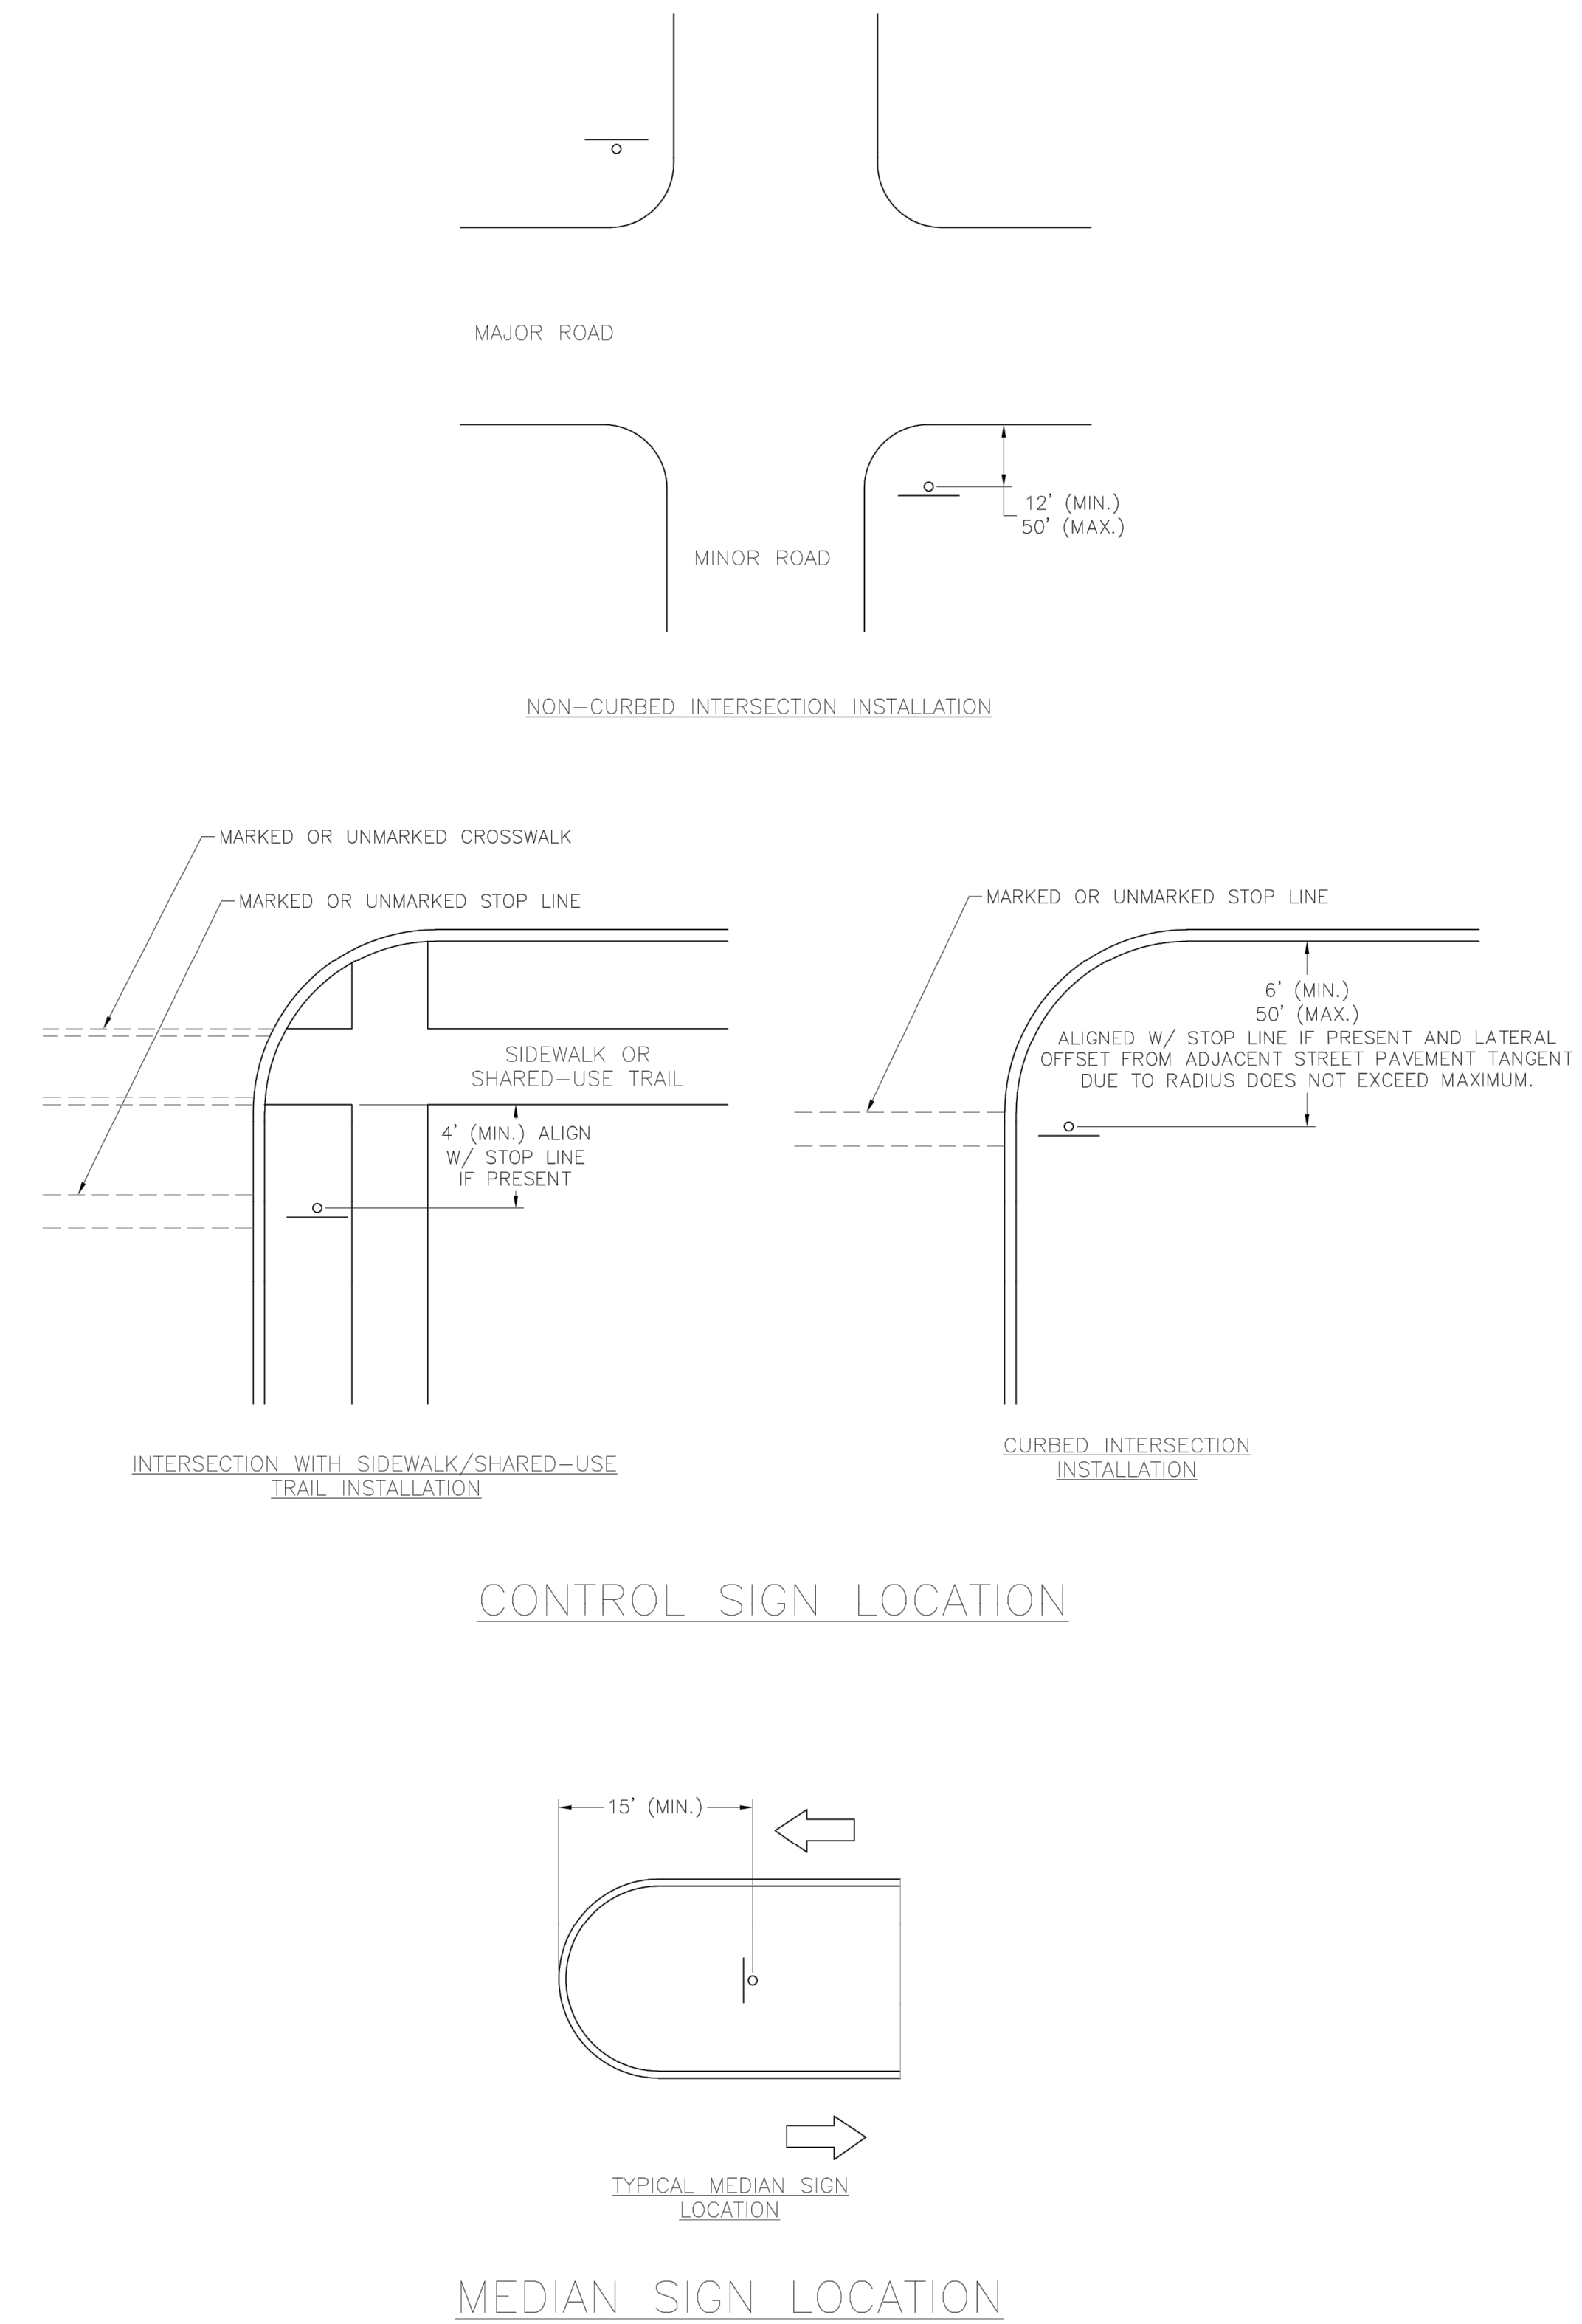 MAJOR ROAD
12' (MIN.)
50' (MAX.)
MINOR ROAD
NON-CURBED INTERSECTION INSTALLATION
MARKED OR UNMARKED CROSSWALK
MARKED OR UNMARKED STOP LINE
SIDEWALK OR
SHARED-USE TRAIL
4' (MIN.) ALIGN
W/ STOP LINE
IF PRESENT
INTERSECTION WITH SIDEWALK/SHARED-USE
TRAIL INSTALLATION
MARKED OR UNMARKED STOP LINE
6' (MIN.)
50' (MAX.)
ALIGNED W/ STOP LINE IF PRESENT AND LATERAL
OFFSET FROM ADJACENT STREET PAVEMENT TANGENT
DUE TO RADIUS DOES NOT EXCEED MAXIMUM.
CURBED INTERSECTION
INSTALLATION
CONTROL SIGN LOCATION
15' (MIN.)
TYPICAL MEDIAN SIGN
LOCATION
MEDIAN SIGN LOCATION